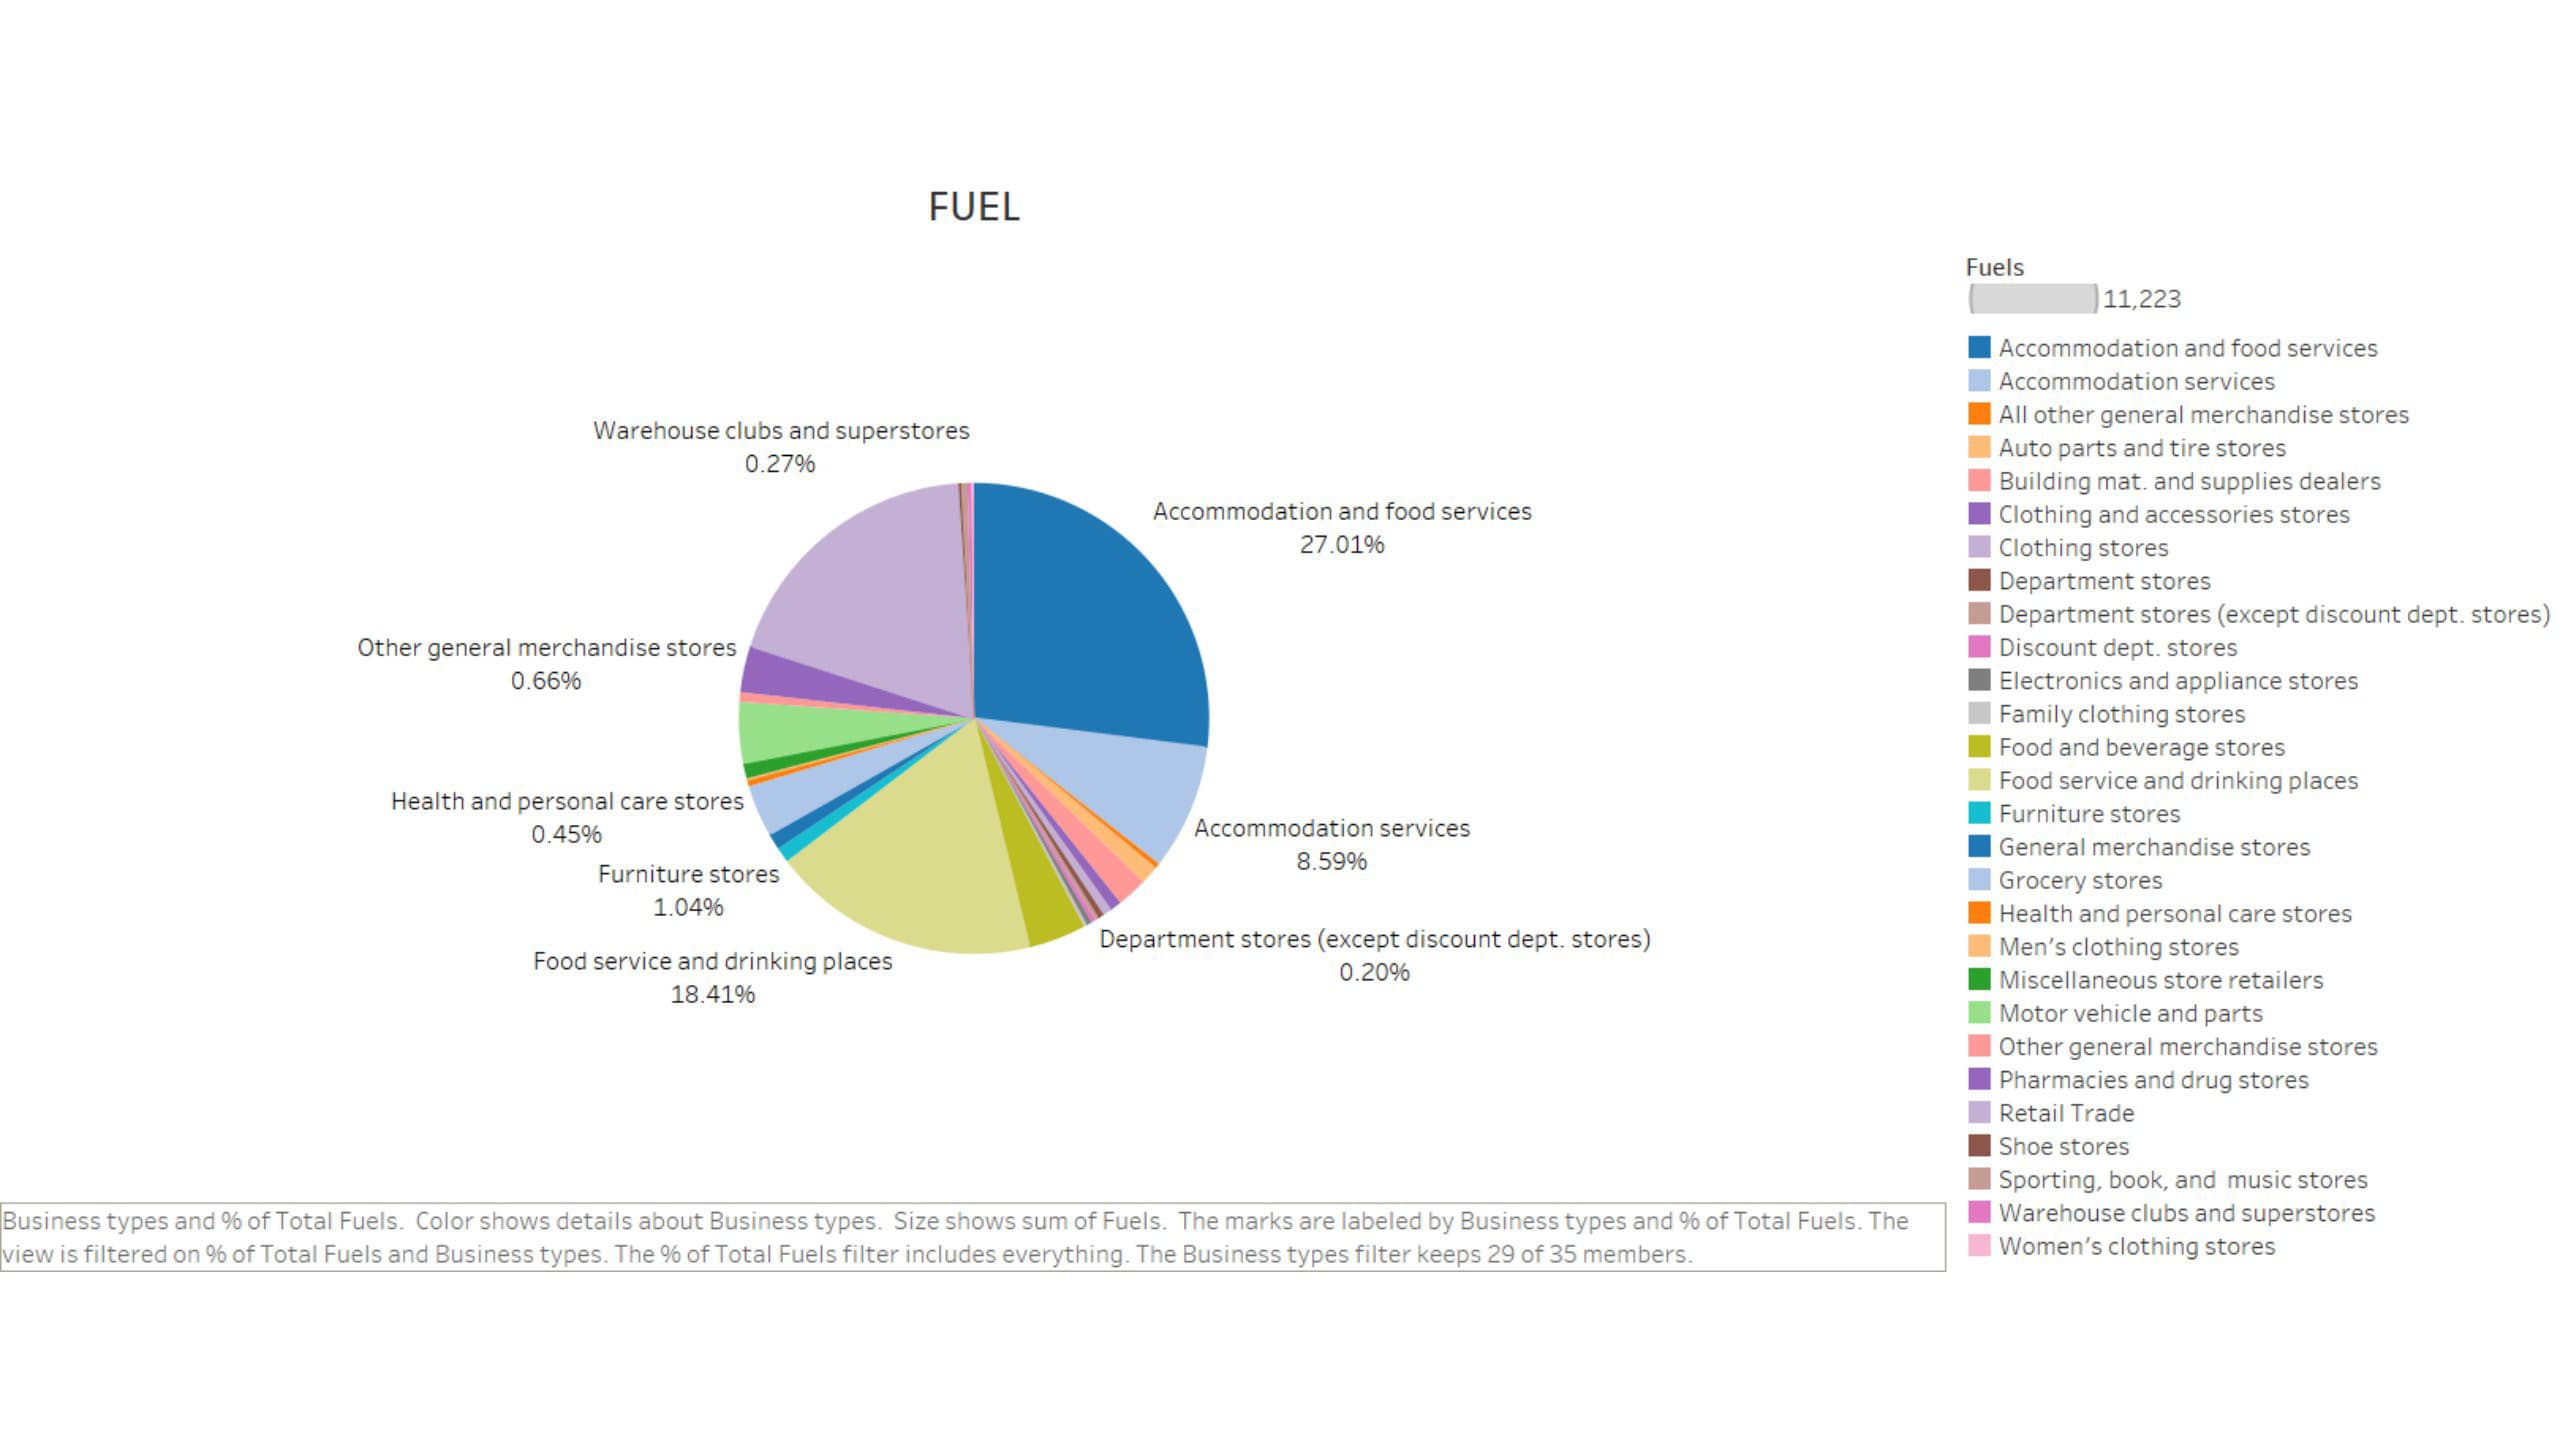 FUEL
Warehouse clubs and superstores
0.27%
Accommodation and food services
27.01%
Other general merchandise stores
0.66%
Health and personal care stores
0.45%
Accommodation services
8.59%
Furniture stores
1.04%
Department stores (except discount dept. stores)
0.20%
Food service and drinking places
18.41%
Fuels
11,223
Accommodation and food services
Accommodation services
All other general merchandise stores
Auto parts and tire stores
Building mat. and supplies dealers
Clothing and accessories stores
Clothing stores
Department stores
Department stores (except discount dept. stores)
Discount dept. stores
Electronics and appliance stores
Family clothing stores
Food and beverage stores
Food service and drinking places
Furniture stores
General merchandise stores
Grocery stores
Health and personal care stores
Men’s clothing stores
Miscellaneous store retailers
Motor vehicle and parts
Other general merchandise stores
Pharmacies and drug stores
Retail Trade
Shoe stores
Sporting, book, and  music stores
Warehouse clubs and superstores
Women’s clothing stores
Business types and % of Total Fuels.  Color shows details about Business types.  Size shows sum of Fuels.  The marks are labeled by Business types and % of Total Fuels. The
view is filtered on % of Total Fuels and Business types. The % of Total Fuels filter includes everything. The Business types filter keeps 29 of 35 members.